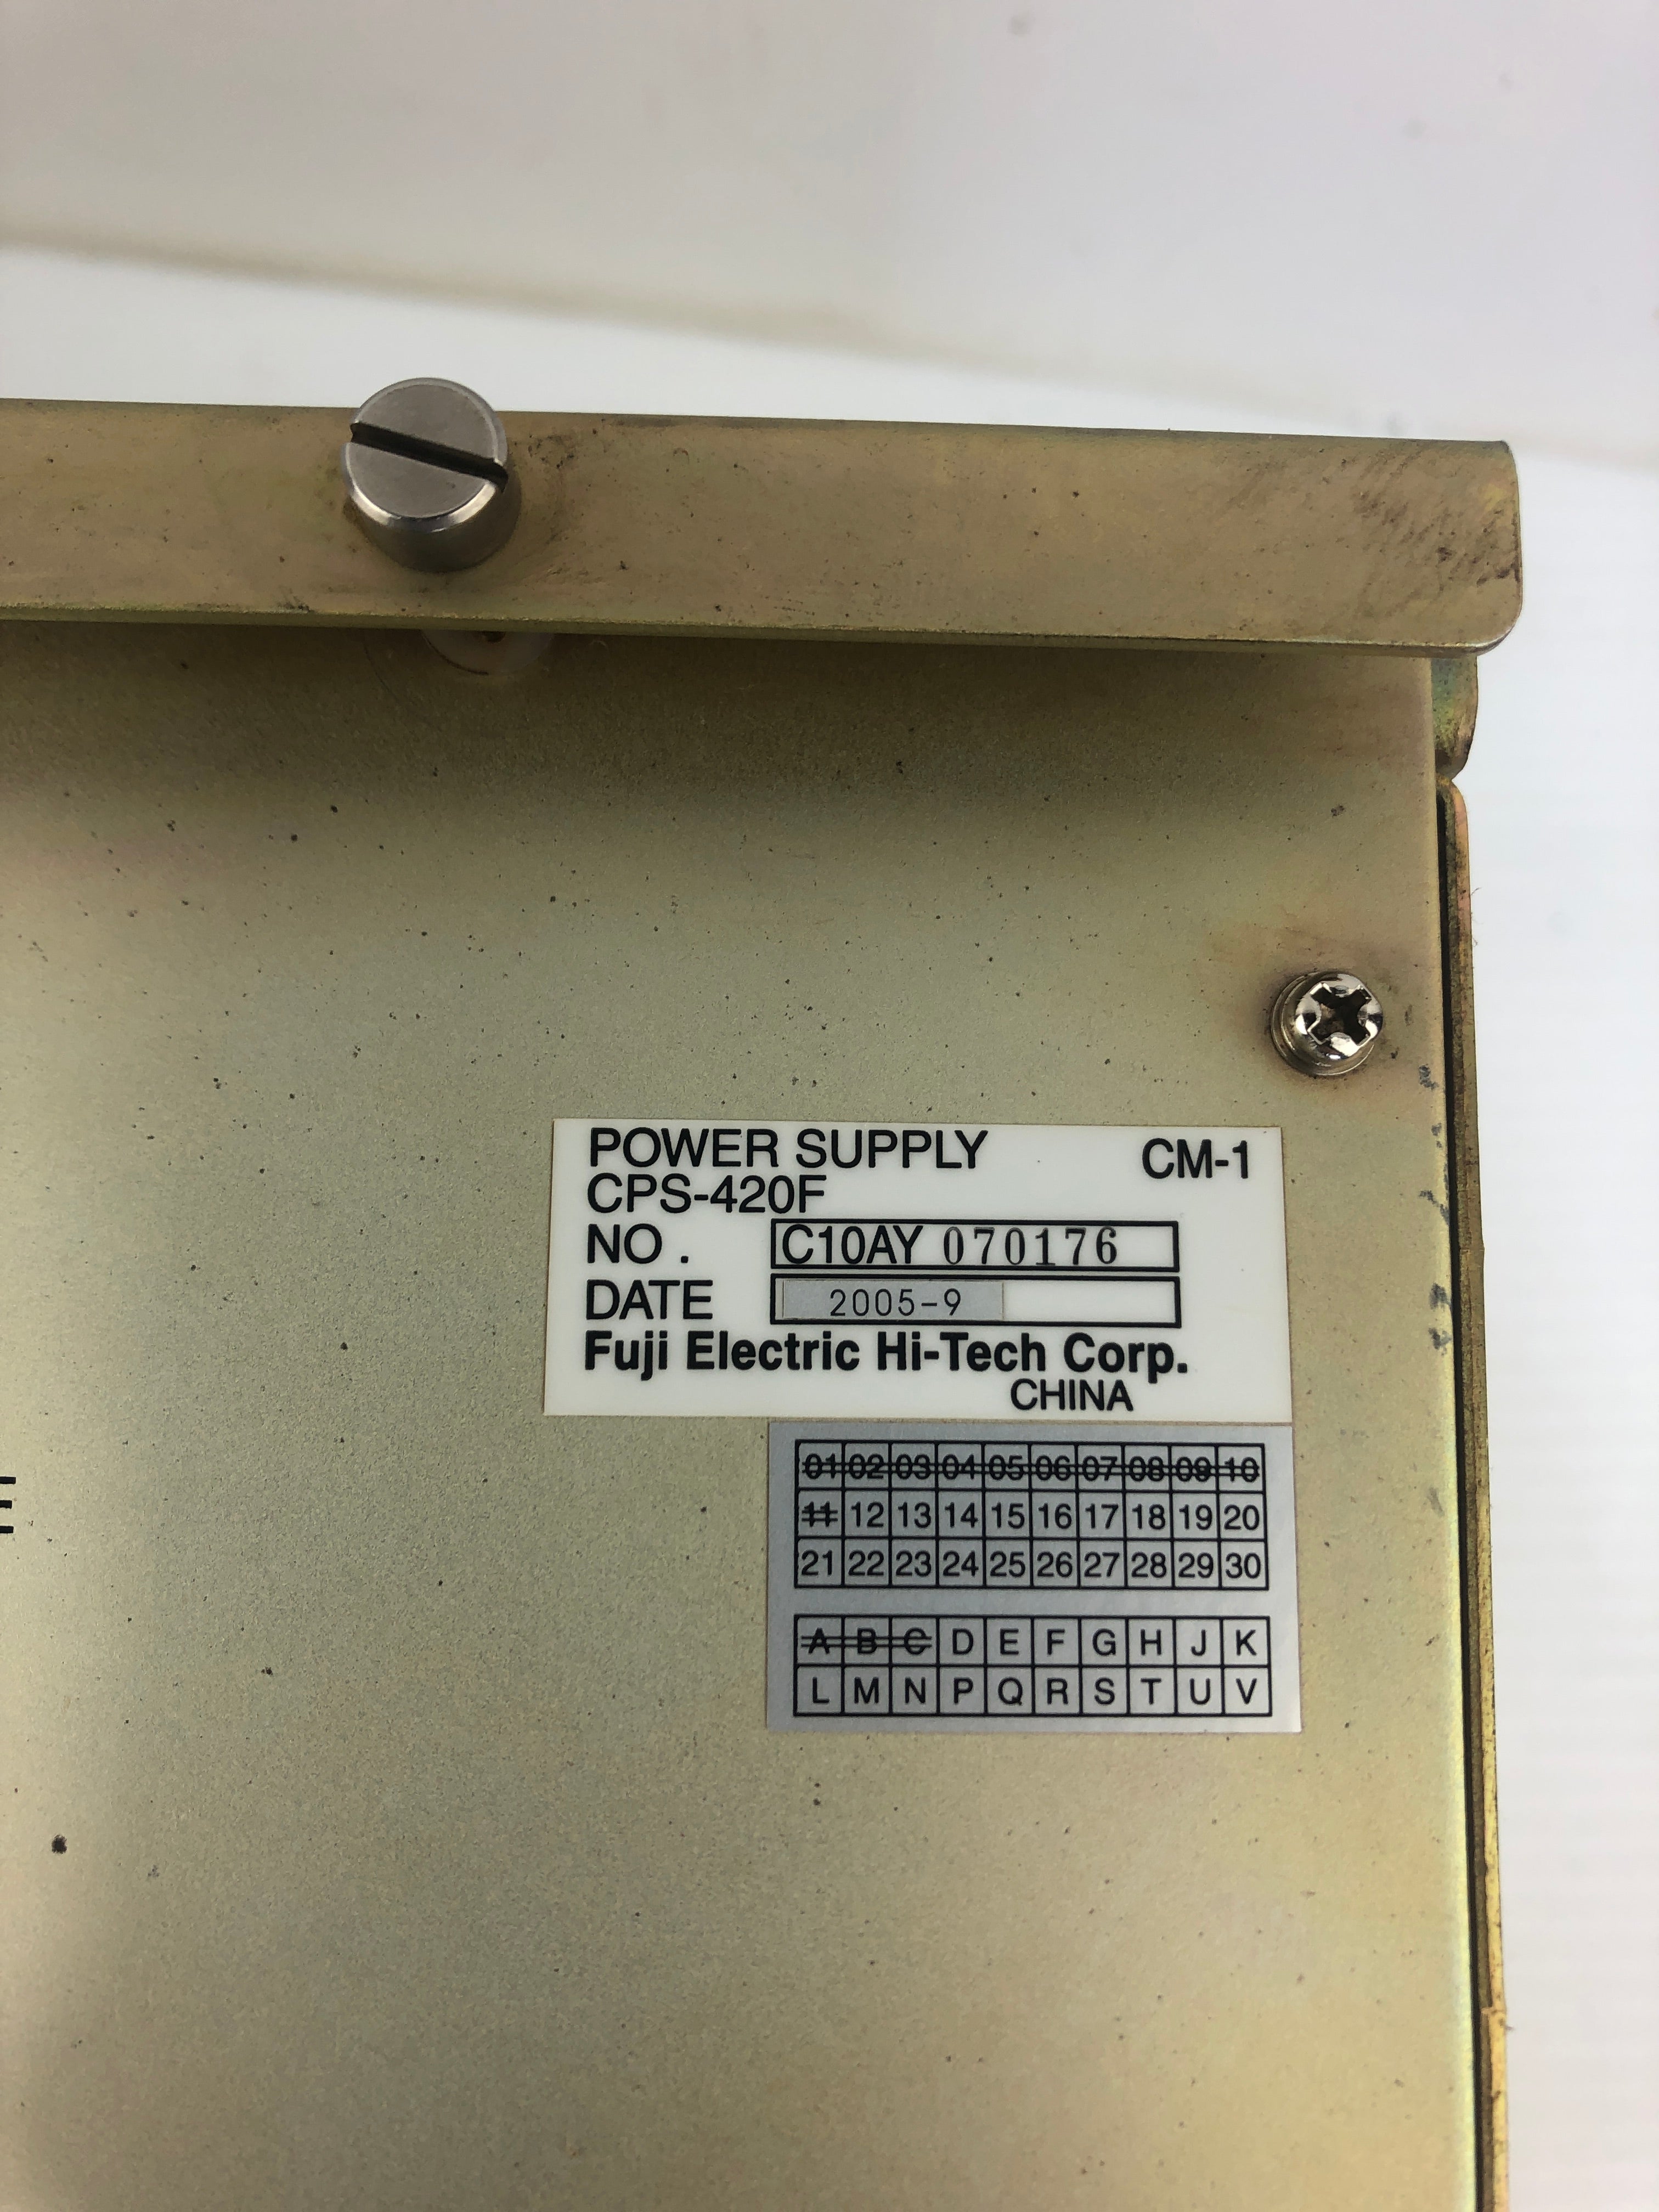 POWER SUPPLY CM-1
CPS-420F
NO. C10AY 070176
DATE 2005-9
Fuji Electric Hi-Tech Corp.
CHINA
01 02 03 04 05 06 07 08 09 10
11 12 13 14 15 16 17 18 19 20
21 22 23 24 25 26 27 28 29 30
A B C D E F G H J K
L M N P Q R S T U V